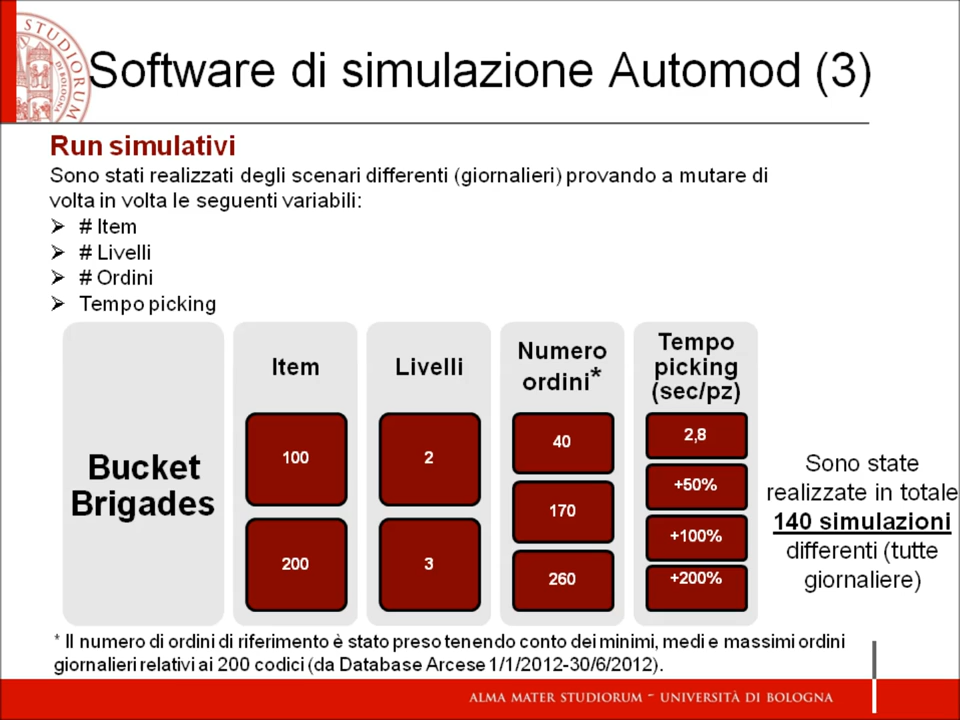 Software di simulazione Automod (3)
STUDIORUM
DI BOLOGNA
Run simulativi
Sono stati realizzati degli scenari differenti (giornalieri) provando a mutare di
volta in volta le seguenti variabili:
# Item
# Livelli
# Ordini
Tempo picking
Bucket
Brigades
Item
100
200
Livelli
2
3
Numero
ordini*
40
170
260
Tempo
picking
(sec/pz)
2,8
+50%
+100%
+200%
Sono state
realizzate in totale
140 simulazioni
differenti (tutte
giornaliere)
* Il numero di ordini di riferimento è stato preso tenendo conto dei minimi, medi e massimi ordini
giornalieri relativi ai 200 codici (da Database Arcese 1/1/2012-30/6/2012).
ALMA MATER STUDIORUM – UNIVERSITÀ DI BOLOGNA